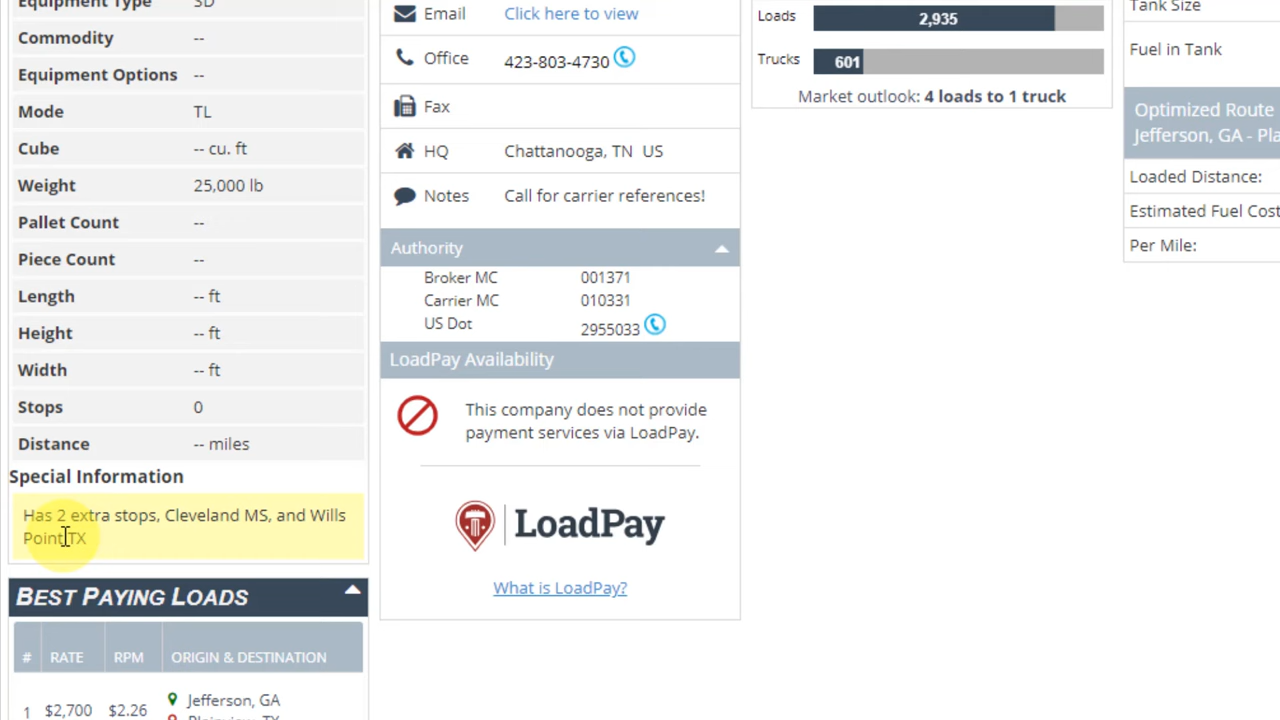 Equipment Type SD
Commodity --
Equipment Options --
Mode TL
Cube -- cu. ft
Weight 25,000 lb
Pallet Count --
Piece Count --
Length -- ft
Height -- ft
Width -- ft
Stops 0
Distance -- miles
Special Information
Has 2 extra stops, Cleveland MS, and Wills
Point TX
BEST PAYING LOADS
# RATE RPM ORIGIN & DESTINATION
1 $2,700 $2.26 Jefferson, GA
Plainview, TX
Email Click here to view
Office 423-803-4730
Fax
HQ Chattanooga, TN US
Notes Call for carrier references!
Authority
Broker MC 001371
Carrier MC 010331
US Dot 2955033
LoadPay Availability
This company does not provide
payment services via LoadPay.
LoadPay
What is LoadPay?
Loads 2,935
Trucks 601
Market outlook: 4 loads to 1 truck
Tank Size
Fuel in Tank
Optimized Route
Jefferson, GA - Pla
Loaded Distance:
Estimated Fuel Cost
Per Mile: